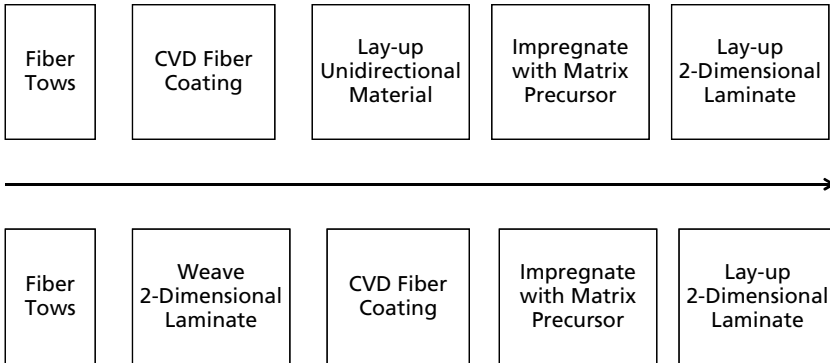 Fiber
Tows
CVD Fiber
Coating
Lay-up
Unidirectional
Material
Impregnate
with Matrix
Precursor
Lay-up
2-Dimensional
Laminate
Fiber
Tows
Weave
2-Dimensional
Laminate
CVD Fiber
Coating
Impregnate
with Matrix
Precursor
Lay-up
2-Dimensional
Laminate